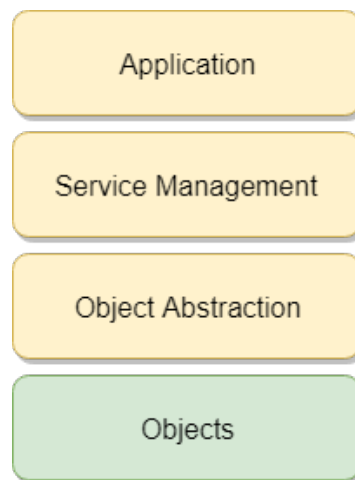 Application
Service Management
Object Abstraction
Objects